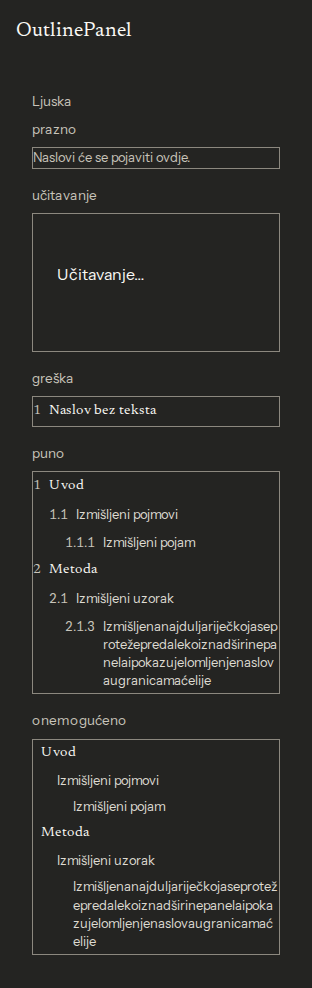 OutlinePanel
Ljuska
prazno
Naslovi će se pojaviti ovdje.
učitavanje
Učitavanje…
greška
1 Naslov bez teksta
puno
1 Uvod
1.1 Izmišljeni pojmovi
1.1.1 Izmišljeni pojam
2 Metoda
2.1 Izmišljeni uzorak
2.1.3 Izmišljenanajduljariječkojasep
rotežepredalekoiznadširinepa
nelaipokazujelomljenjenaslov
augranicamaćelije
onemogućeno
Uvod
Izmišljeni pojmovi
Izmišljeni pojam
Metoda
Izmišljeni uzorak
Izmišljenanajduljariječkojaseprotež
epredalekoiznadširinepanelaipoka
zujelomljenjenaslovaugranicamać
elije